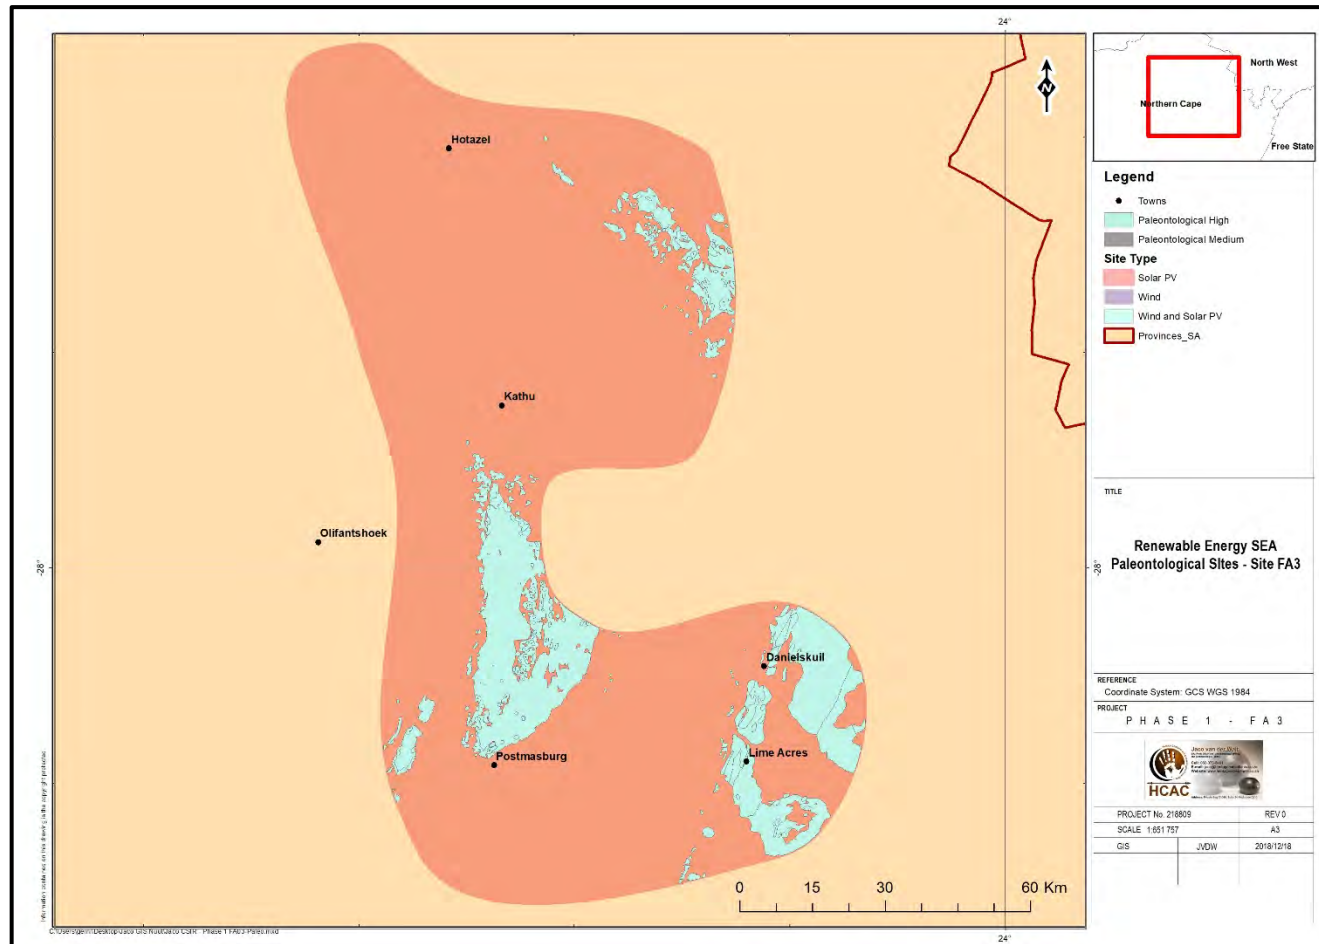 24°
Hotazel
Kathu
Olifantshoek
-28°
-28°
Danielskuil
Lime Acres
Postmasburg
0 15 30 60 Km
24°
North West
Northern Cape
Free State
Legend
Towns
Paleontological High
Paleontological Medium
Site Type
Solar PV
Wind
Wind and Solar PV
Provinces_SA
TITLE
Renewable Energy SEA
Paleontological SItes - Site FA3
REFERENCE
Coordinate System: GCS WGS 1984
PROJECT
PHASE 1 - FA3
HCAC
PROJECT No. 218809 REV 0
SCALE 1:651 757 A3
GIS JVDW 2018/12/18
N